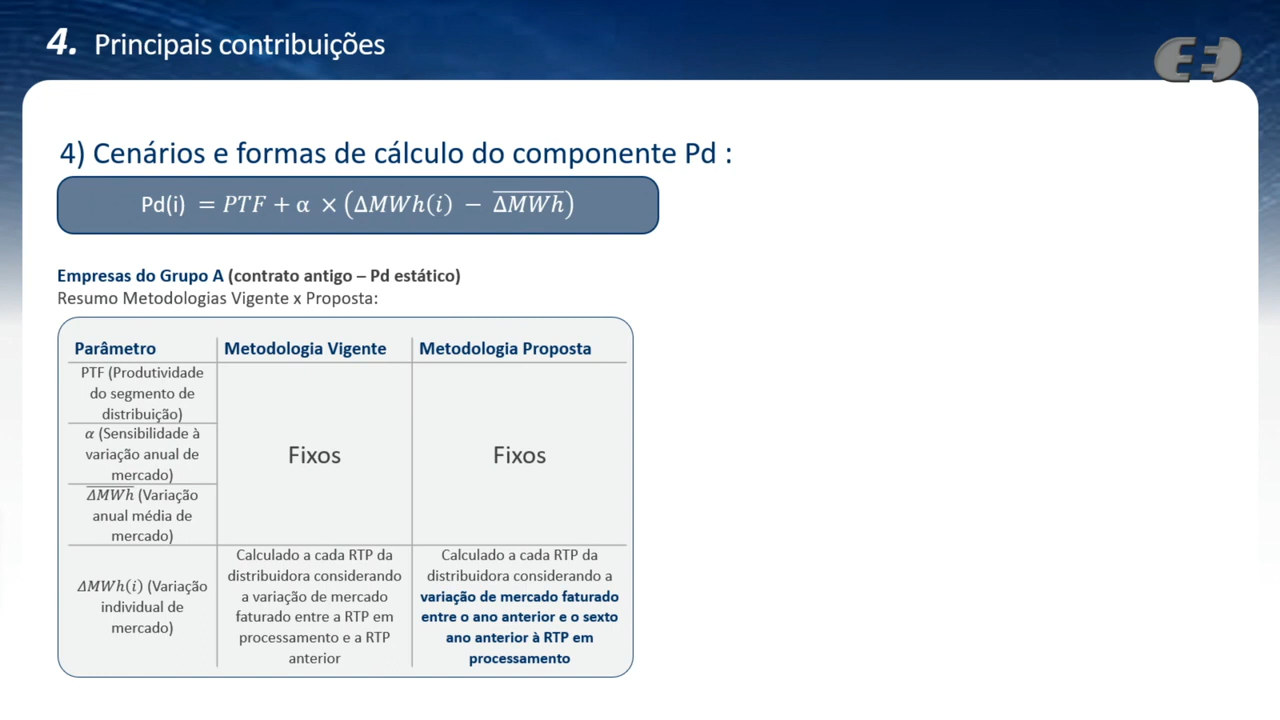 4. Principais contribuições
4) Cenários e formas de cálculo do componente Pd :
Pd(i) = PTF + α × (ΔMWh(i) − \overline{ΔMWh})
Empresas do Grupo A (contrato antigo – Pd estático)
Resumo Metodologias Vigente x Proposta:
Parâmetro
Metodologia Vigente
Metodologia Proposta
PTF (Produtividade
do segmento de
distribuição)
α (Sensibilidade à
variação anual de
mercado)
\overline{ΔMWh} (Variação
anual média de
mercado)
Fixos
Fixos
ΔMWh(i) (Variação
individual de
mercado)
Calculado a cada RTP da
distribuidora considerando
a variação de mercado
faturado entre a RTP em
processamento e a RTP
anterior
Calculado a cada RTP da
distribuidora considerando a
variação de mercado faturado
entre o ano anterior e o sexto
ano anterior à RTP em
processamento